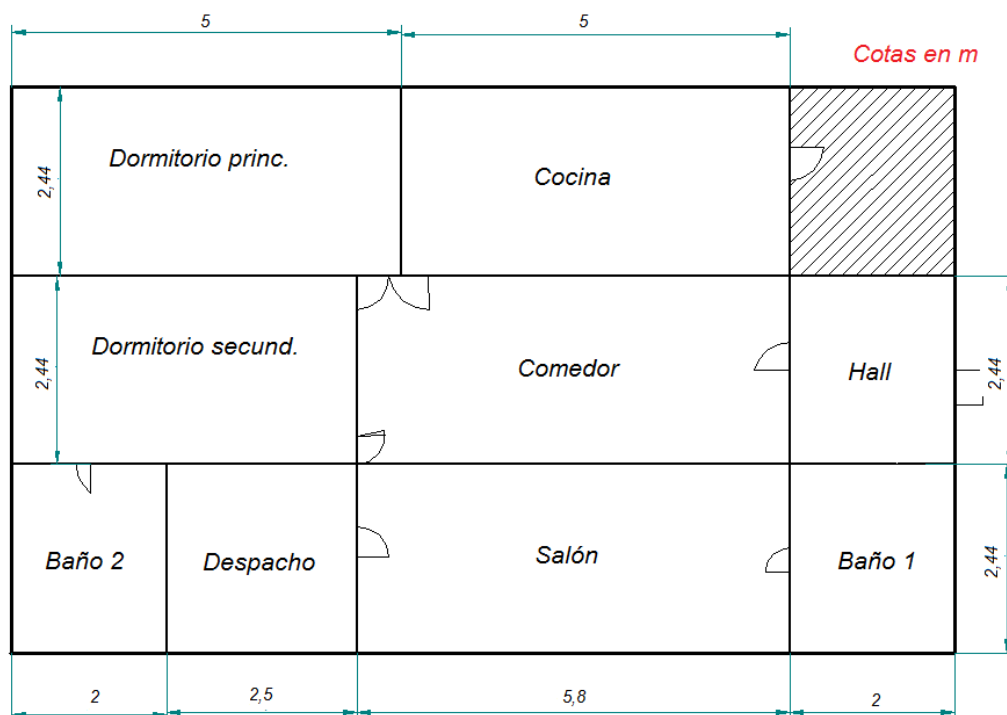 5
5
Cotas en m
Dormitorio princ.
Cocina
2,44
Dormitorio secund.
Comedor
Hall
2,44
2,44
Baño 2
Despacho
Salón
Baño 1
2,44
2
2,5
5,8
2